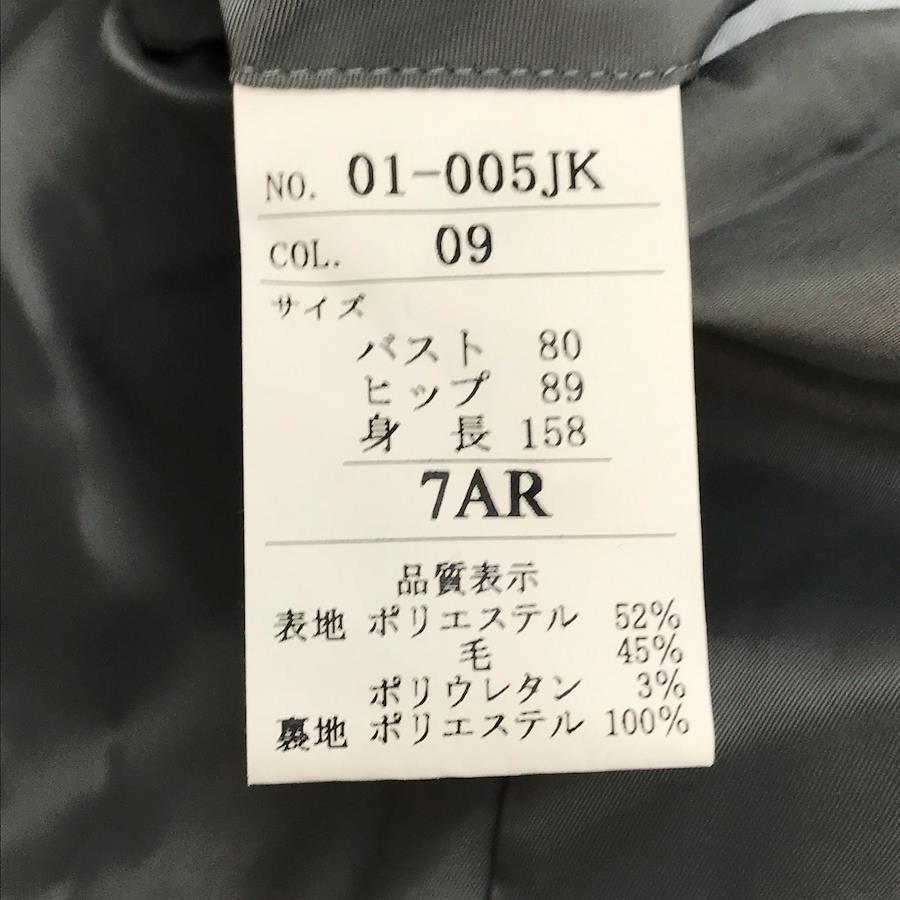 NO. 01-005JK
COL. 09
サイズ
バスト 80
ヒップ 89
身 長 158
7AR
品質表示
表地 ポリエステル 52%
毛 45%
ポリウレタン 3%
裏地 ポリエステル 100%